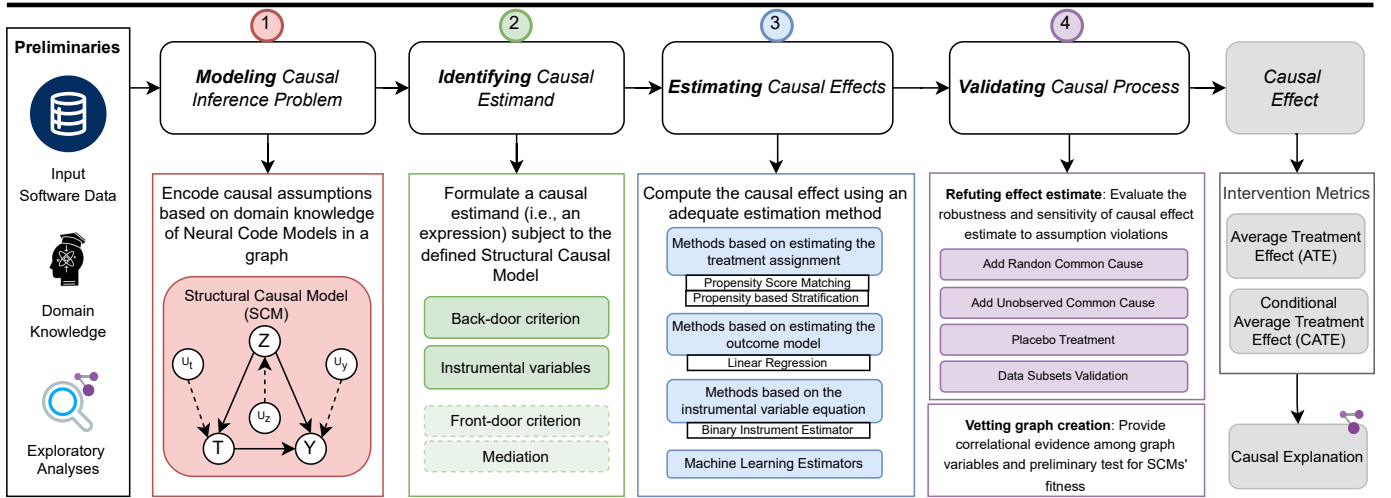 Preliminaries
Input
Software Data
Domain
Knowledge
Exploratory
Analyses
1
Modeling Causal
Inference Problem
Encode causal assumptions
based on domain knowledge
of Neural Code Models in a
graph
Structural Causal Model
(SCM)
Z
Ut
Uy
Uz
T
Y
2
Identifying Causal
Estimand
Formulate a causal
estimand (i.e., an
expression) subject to the
defined Structural Causal
Model
Back-door criterion
Instrumental variables
Front-door criterion
Mediation
3
Estimating Causal Effects
Compute the causal effect using an
adequate estimation method
Methods based on estimating the
treatment assignment
Propensity Score Matching
Propensity based Stratification
Methods based on estimating the
outcome model
Linear Regression
Methods based on the
instrumental variable equation
Binary Instrument Estimator
Machine Learning Estimators
4
Validating Causal Process
Refuting effect estimate: Evaluate the
robustness and sensitivity of causal effect
estimate to assumption violations
Add Randon Common Cause
Add Unobserved Common Cause
Placebo Treatment
Data Subsets Validation
Vetting graph creation: Provide
correlational evidence among graph
variables and preliminary test for SCMs'
fitness
Causal
Effect
Intervention Metrics
Average Treatment
Effect (ATE)
Conditional
Average Treatment
Effect (CATE)
Causal Explanation